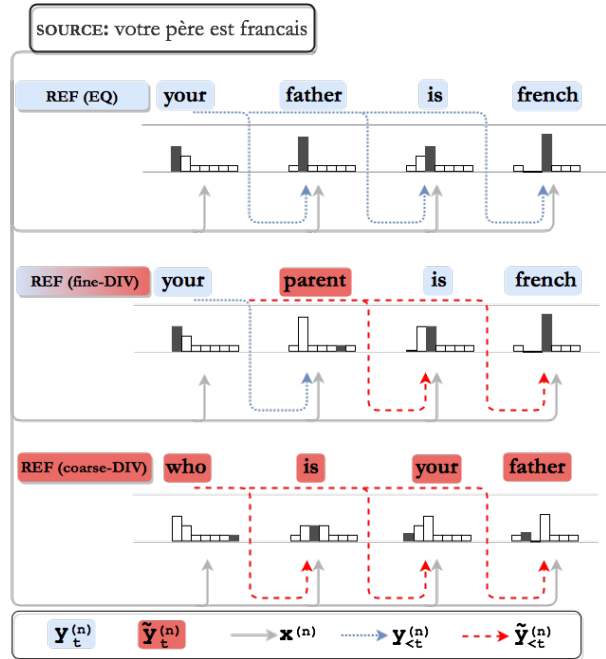 SOURCE: votre père est francais
REF (EQ) your father is french
REF (fine-DIV) your parent is french
REF (coarse-DIV) who is your father
y_t^(n) ỹ_t^(n) x^(n) y_<t^(n) ỹ_<t^(n)